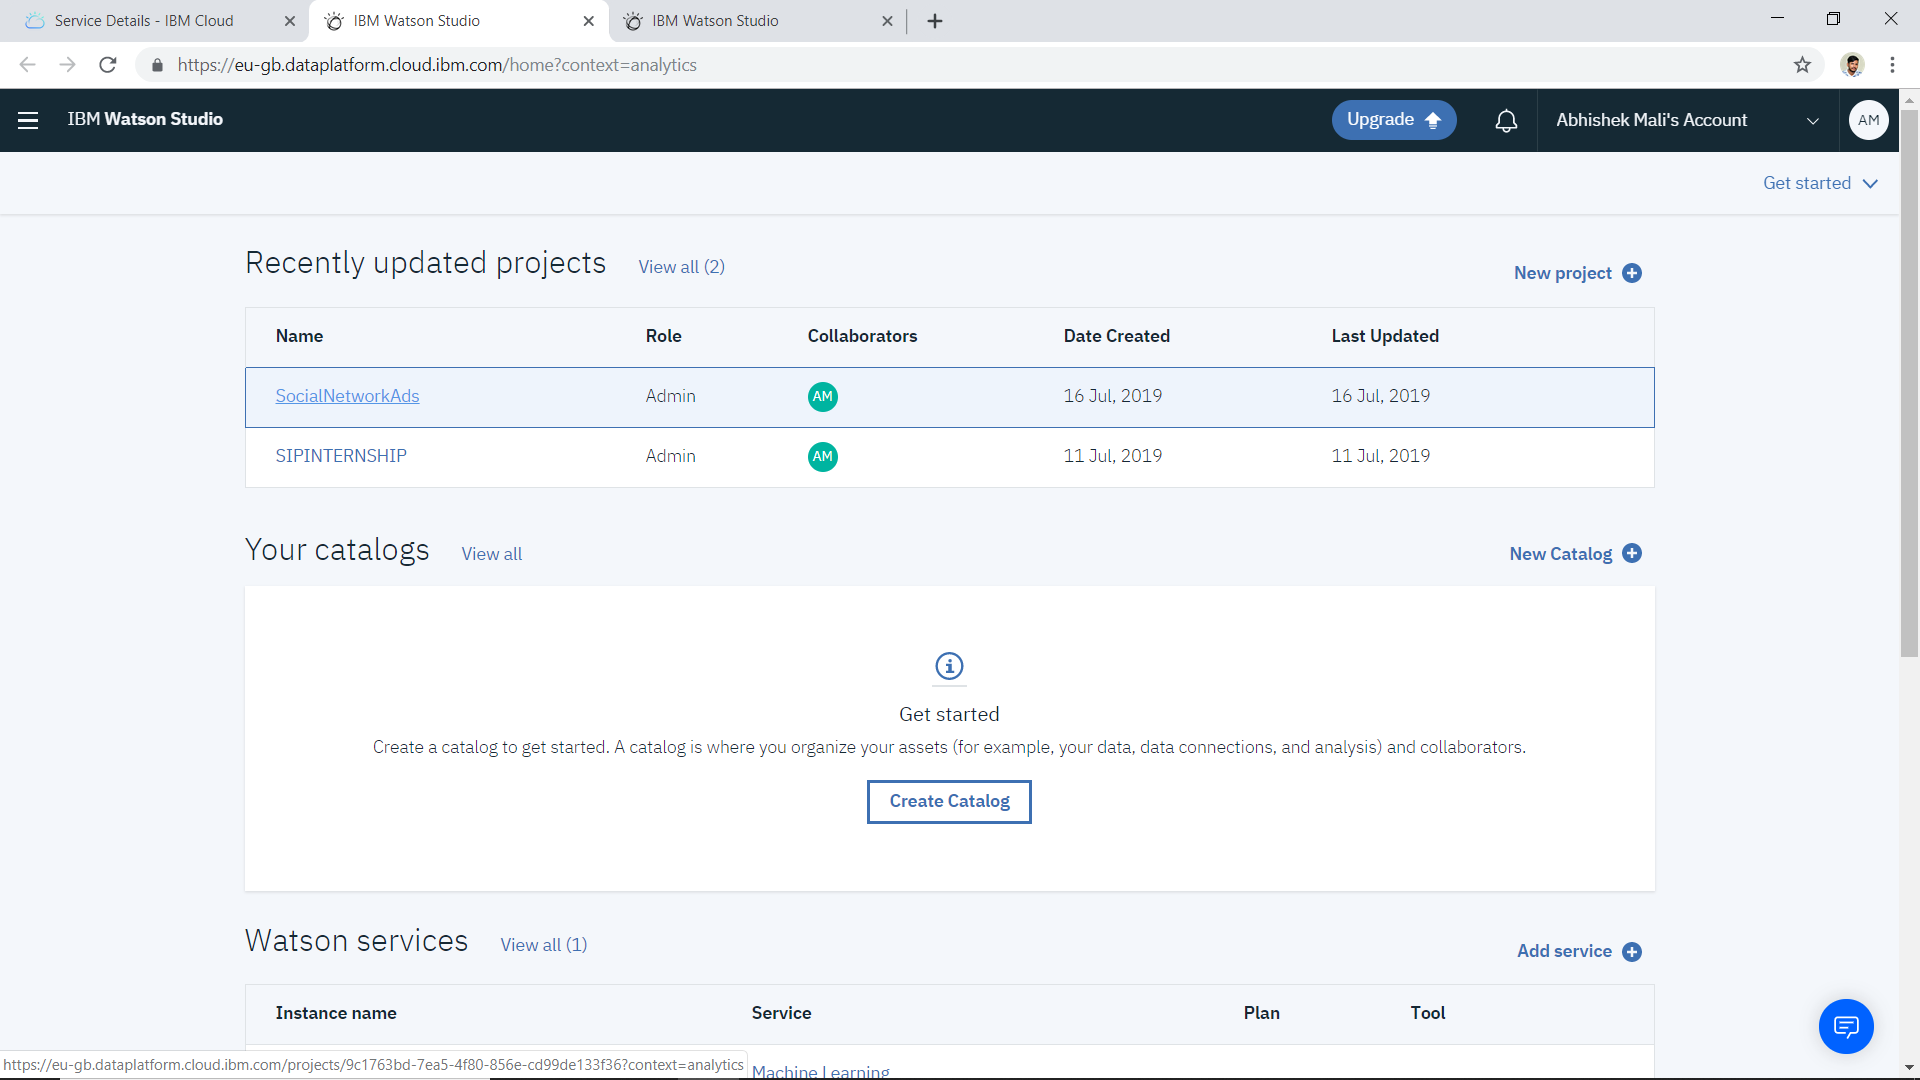 Service Details - IBM Cloud
IBM Watson Studio
IBM Watson Studio
https://eu-gb.dataplatform.cloud.ibm.com/home?context=analytics
IBM Watson Studio
Upgrade
Abhishek Mali's Account
AM
Get started
Recently updated projects
View all (2)
New project
Name Role Collaborators Date Created Last Updated
SocialNetworkAds Admin AM 16 Jul, 2019 16 Jul, 2019
SIPINTERNSHIP Admin AM 11 Jul, 2019 11 Jul, 2019
Your catalogs
View all
New Catalog
Get started
Create a catalog to get started. A catalog is where you organize your assets (for example, your data, data connections, and analysis) and collaborators.
Create Catalog
Watson services
View all (1)
Add service
Instance name Service Plan Tool
https://eu-gb.dataplatform.cloud.ibm.com/projects/9c1763bd-7ea5-4f80-856e-cd99de133f36?context=analytics
Machine Learning